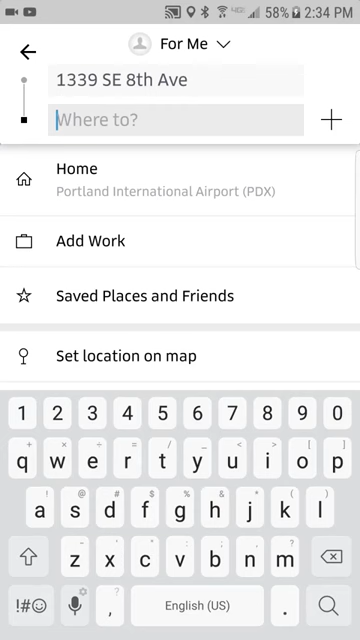 58% 2:34 PM
For Me
1339 SE 8th Ave
Where to?
Home
Portland International Airport (PDX)
Add Work
Saved Places and Friends
Set location on map
1 2 3 4 5 6 7 8 9 0
+ × ÷ = / _ < > [ ]
q w e r t y u i o p
! @ # $ % & * ( )
a s d f g h j k l
- ' " : ; , ?
z x c v b n m
!#☺ , ? English (US) .